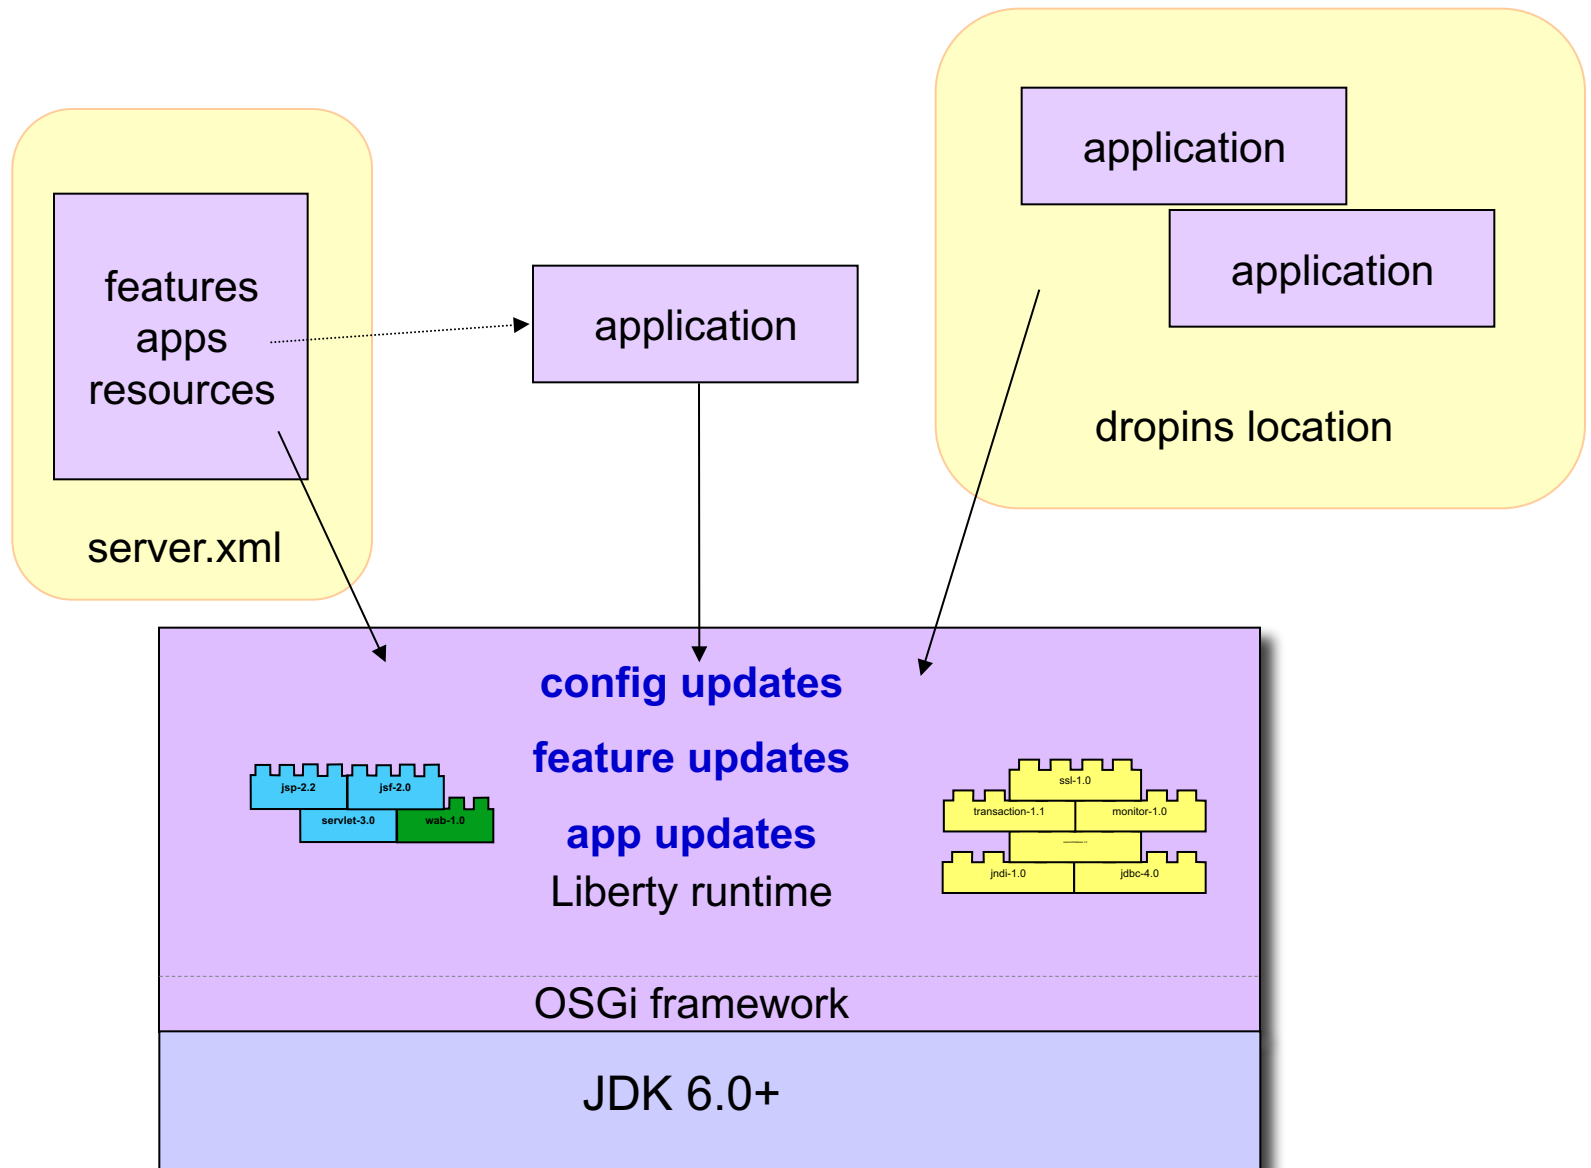 application
application
dropins location
features
apps
resources
server.xml
application
config updates
feature updates
app updates
Liberty runtime
jsp-2.2
jsf-2.0
servlet-3.0
wab-1.0
ssl-1.0
transaction-1.1
monitor-1.0
jndi-1.0
jdbc-4.0
OSGi framework
JDK 6.0+